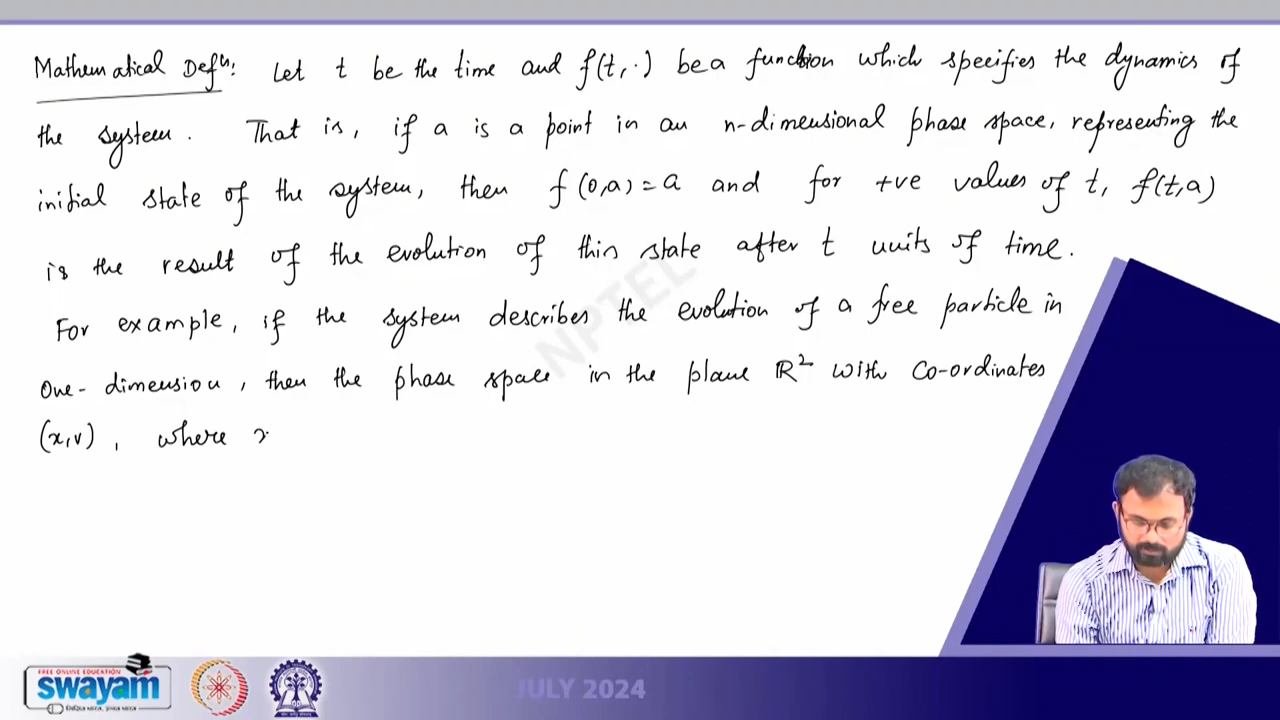 Mathematical Defⁿ: Let t be the time and f(t,·) be a function which specifies the dynamics of
the system. That is, if a is a point in an n-dimensional phase space, representing the
initial state of the system, then f(0,a) = a and for +ve values of t, f(t,a)
is the result of the evolution of this state after t units of time.
For example, if the system describes the evolution of a free particle in
one-dimension, then the phase space in the plane ℝ² with co-ordinates
(x,v), where x
NPTEL
FREE ONLINE EDUCATION
swayam
JULY 2024